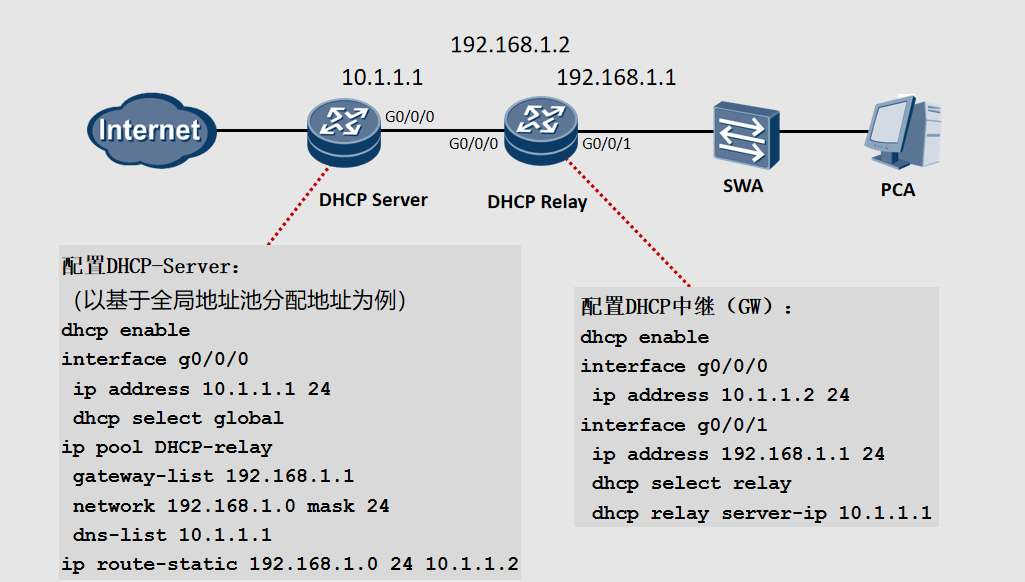 192.168.1.2
10.1.1.1
192.168.1.1
Internet
G0/0/0
G0/0/0
G0/0/1
DHCP Server
DHCP Relay
SWA
PCA
配置DHCP-Server：
（以基于全局地址池分配地址为例）
dhcp enable
interface g0/0/0
ip address 10.1.1.1 24
dhcp select global
ip pool DHCP-relay
gateway-list 192.168.1.1
network 192.168.1.0 mask 24
dns-list 10.1.1.1
ip route-static 192.168.1.0 24 10.1.1.2
配置DHCP中继（GW）：
dhcp enable
interface g0/0/0
ip address 10.1.1.2 24
interface g0/0/1
ip address 192.168.1.1 24
dhcp select relay
dhcp relay server-ip 10.1.1.1